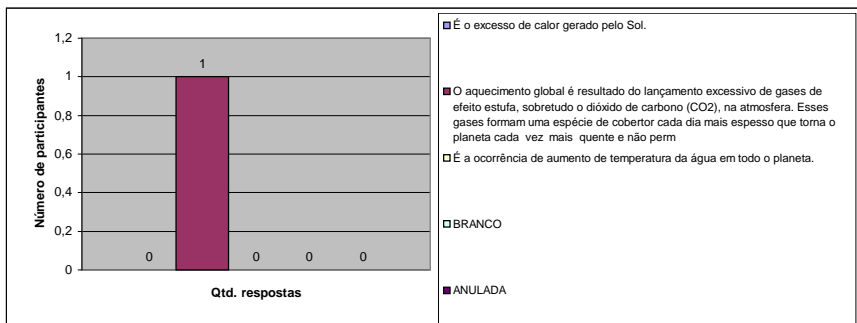 1,2
1
0,8
0,6
0,4
0,2
0
Número de participantes
0
1
0
0
0
Qtd. respostas
É o excesso de calor gerado pelo Sol.
O aquecimento global é resultado do lançamento excessivo de gases de
efeito estufa, sobretudo o dióxido de carbono (CO2), na atmosfera. Esses
gases formam uma espécie de cobertor cada dia mais espesso que torna o
planeta cada vez mais quente e não perm
É a ocorrência de aumento de temperatura da água em todo o planeta.
BRANCO
ANULADA